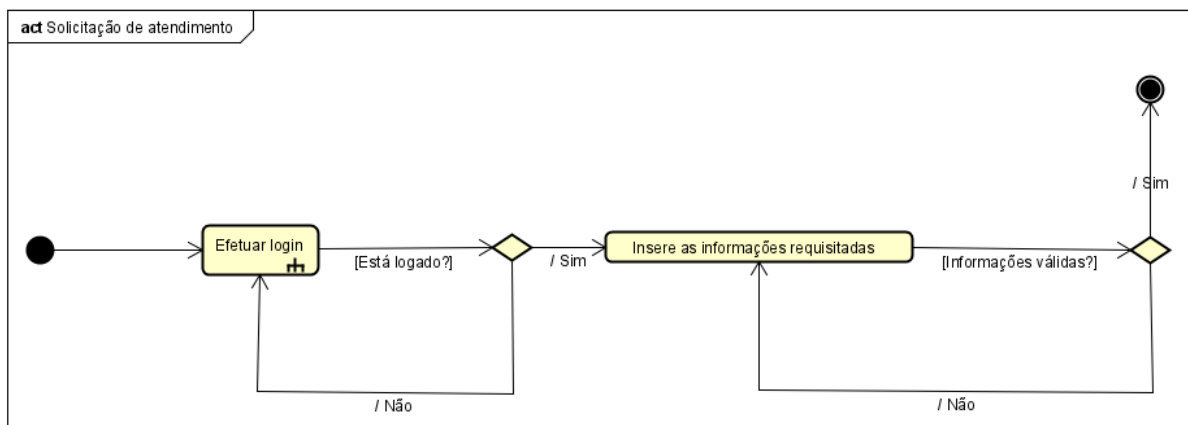 act Solicitação de atendimento
/ Sim
Efetuar login
[Está logado?]
/ Sim
Insere as informações requisitadas
[Informações válidas?]
/ Não
/ Não